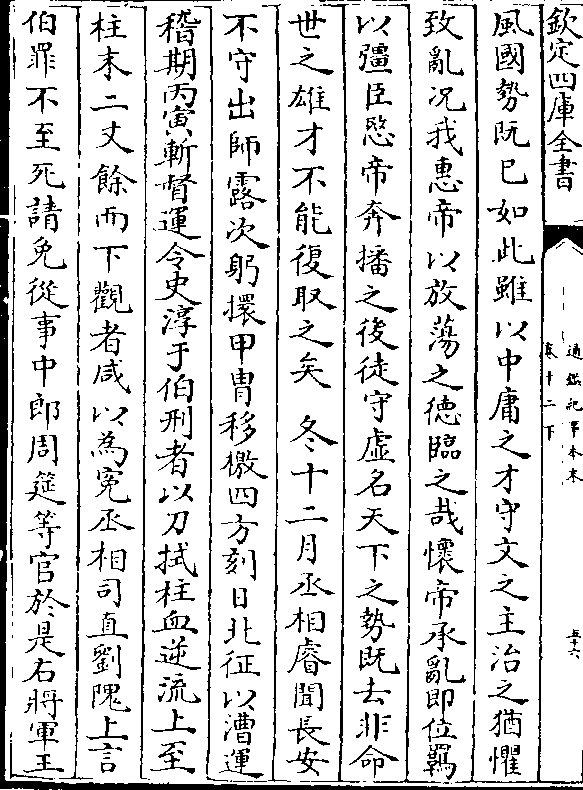 欽定四庫全書
通鑑紀事本末
卷十二下
五十六
風國勢既已如此雖以中庸之才守文之主治之猶懼
致亂況我惠帝以放蕩之徳臨之哉懷帝承亂即位羈
以彊臣愍帝奔播之後徒守虛名天下之勢既去非命
世之雄才不能復取之矣　冬十二月丞相睿聞長安
不守出師露次躬擐甲胄移檄四方刻日北征以漕運
稽期丙寅斬督運令史淳于伯刑者以刀拭柱血逆流上至
柱末二丈餘而下觀者咸以為冤丞相司直劉隗上言
伯罪不至死請免從事中郎周筵等官於是右將軍王